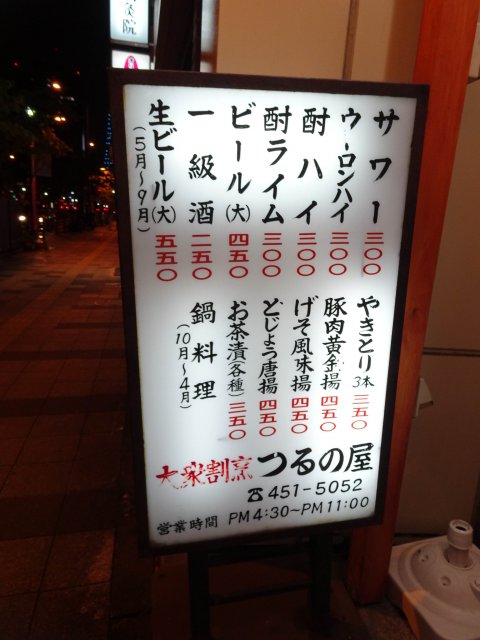 サワー 三〇〇
ウーロンハイ 三〇〇
酎ハイ 三〇〇
酎ライム 三〇〇
ビール(大) 四五〇
一級酒 二五〇
生ビール(大) 五五〇
(5月〜9月)
やきとり3本 三五〇
豚肉黄金揚 四五〇
げそ風味揚 四五〇
どじょう唐揚 四五〇
お茶漬(各種) 三五〇
鍋料理
(10月〜4月)
大衆割烹 つるの屋
☎451-5052
営業時間 PM4:30〜PM11:00